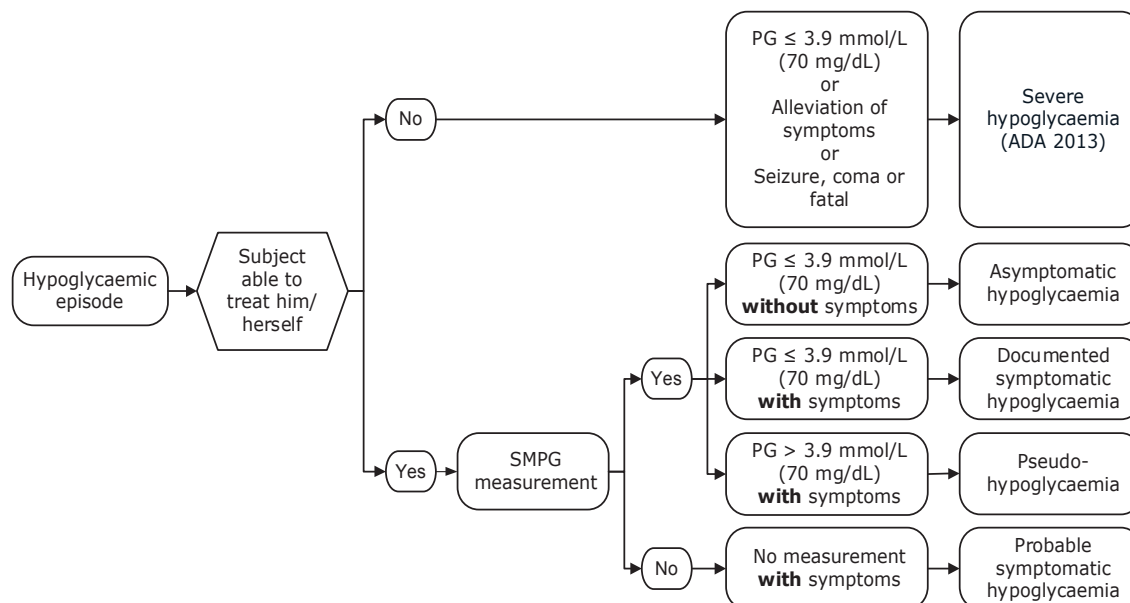 Hypoglycaemic
episode
Subject
able to
treat him/
herself
No
PG ≤ 3.9 mmol/L
(70 mg/dL)
or
Alleviation of
symptoms
or
Seizure, coma or
fatal
Severe
hypoglycaemia
(ADA 2013)
Yes
SMPG
measurement
Yes
PG ≤ 3.9 mmol/L
(70 mg/dL)
without symptoms
Asymptomatic
hypoglycaemia
PG ≤ 3.9 mmol/L
(70 mg/dL)
with symptoms
Documented
symptomatic
hypoglycaemia
PG > 3.9 mmol/L
(70 mg/dL)
with symptoms
Pseudo-
hypoglycaemia
No
No measurement
with symptoms
Probable
symptomatic
hypoglycaemia